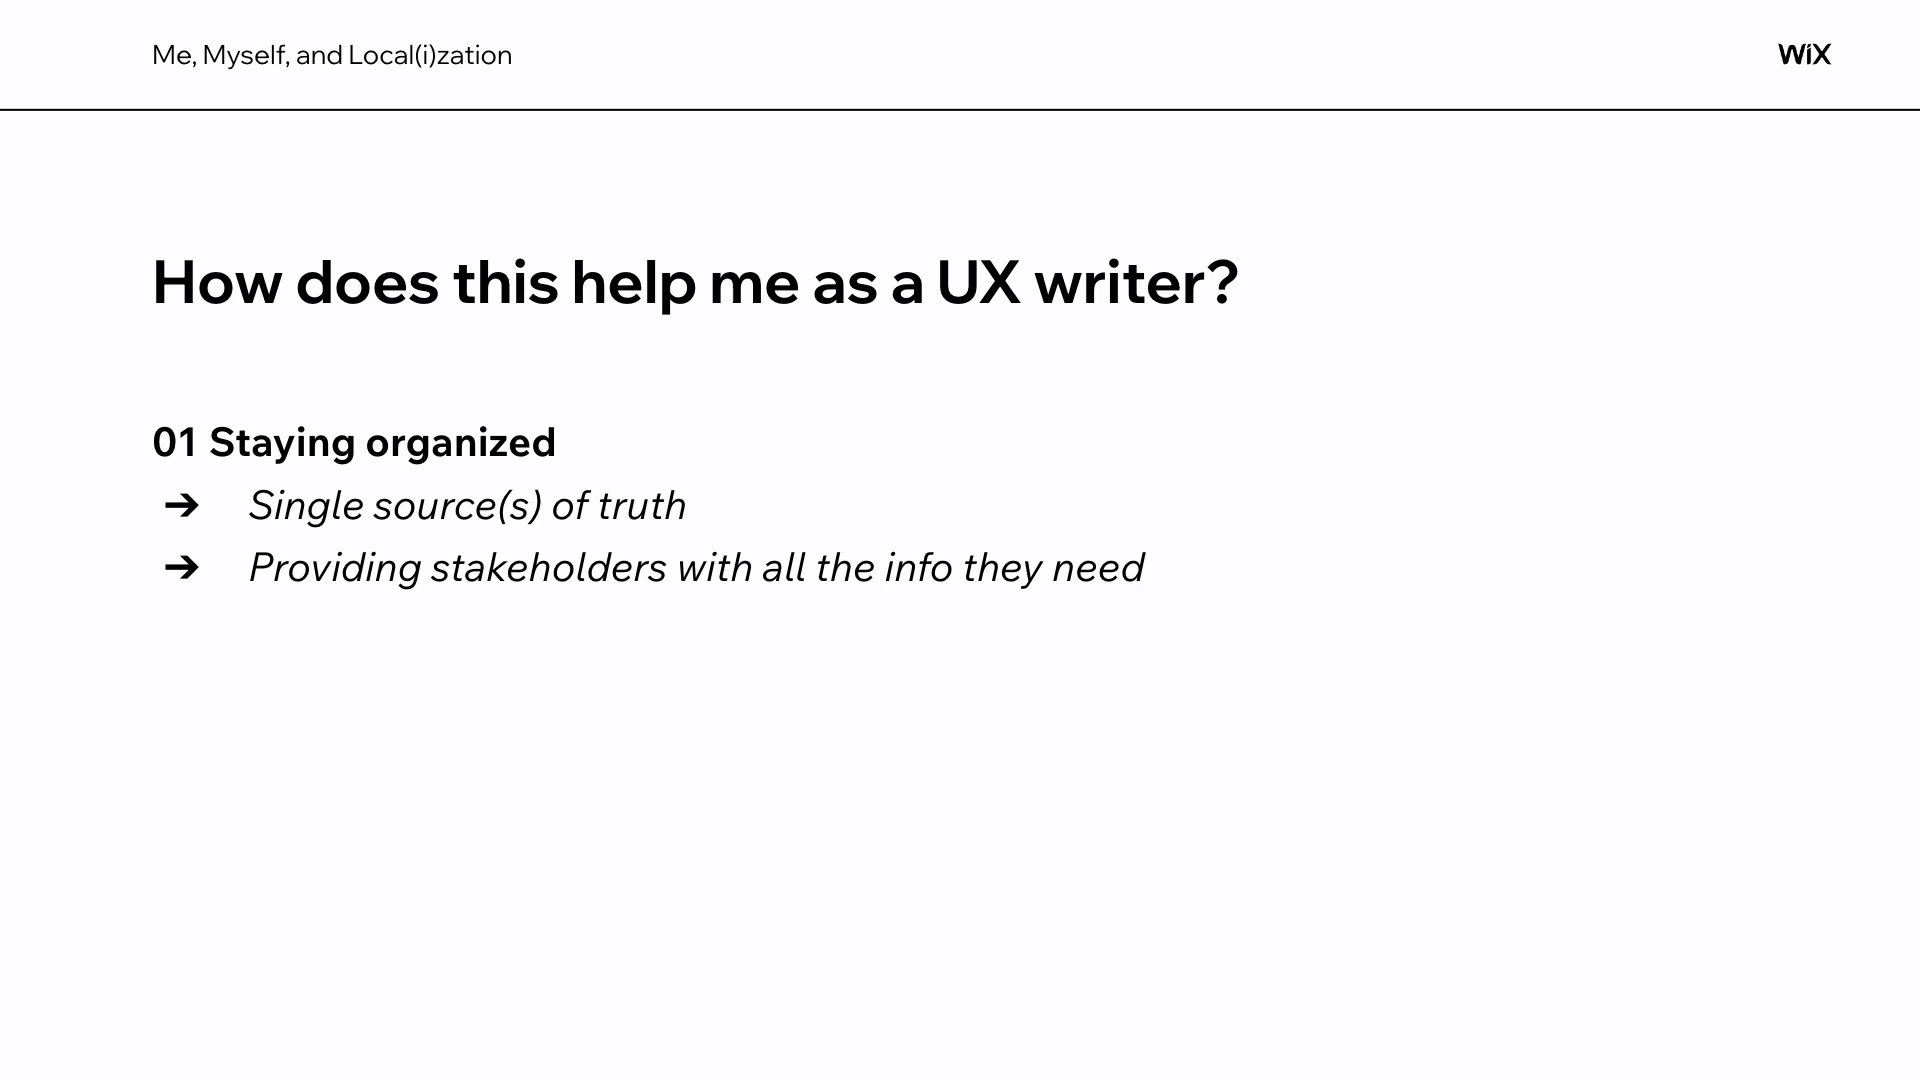 Me, Myself, and Local(i)zation
WiX
How does this help me as a UX writer?
01 Staying organized
➔ Single source(s) of truth
➔ Providing stakeholders with all the info they need